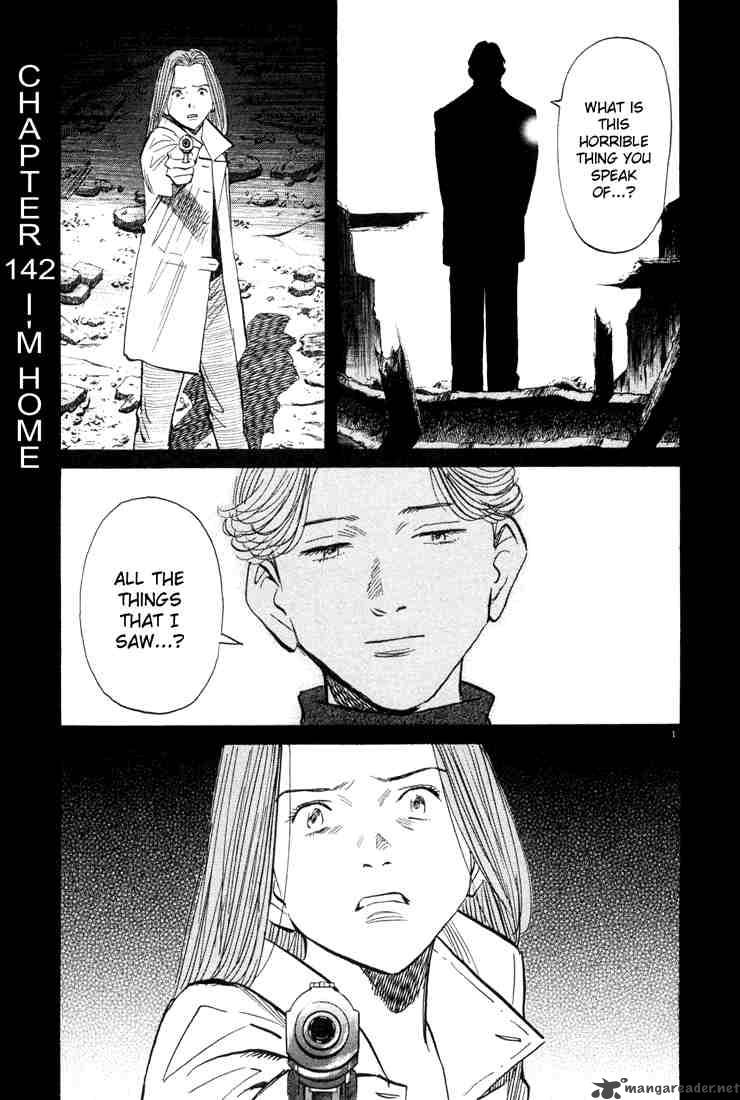 CHAPTER 142 I'M HOME
WHAT IS
THIS
HORRIBLE
THING YOU
SPEAK
OF...?
ALL THE
THINGS
THAT I
SAW...?
1
mangareader.net